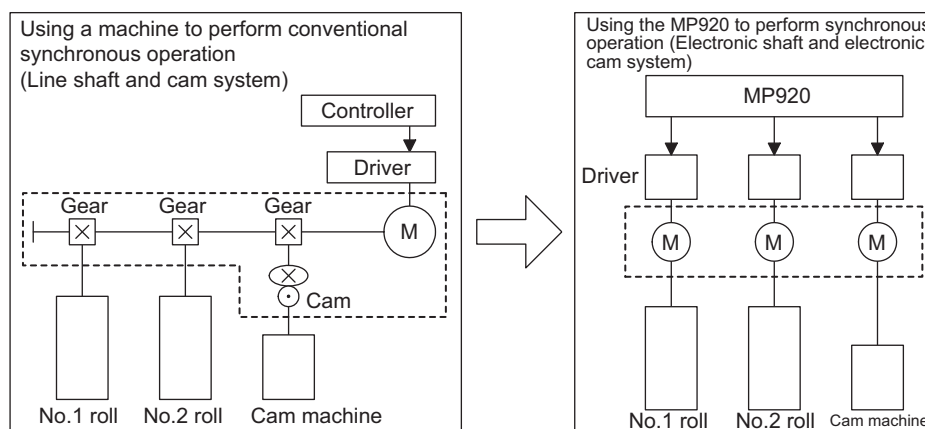 Using a machine to perform conventional
synchronous operation
(Line shaft and cam system)
Controller
Driver
Gear
Gear
Gear
M
Cam
No.1 roll
No.2 roll
Cam machine
Using the MP920 to perform synchronous
operation (Electronic shaft and electronic
cam system)
MP920
Driver
M
M
M
No.1 roll
No.2 roll
Cam machine